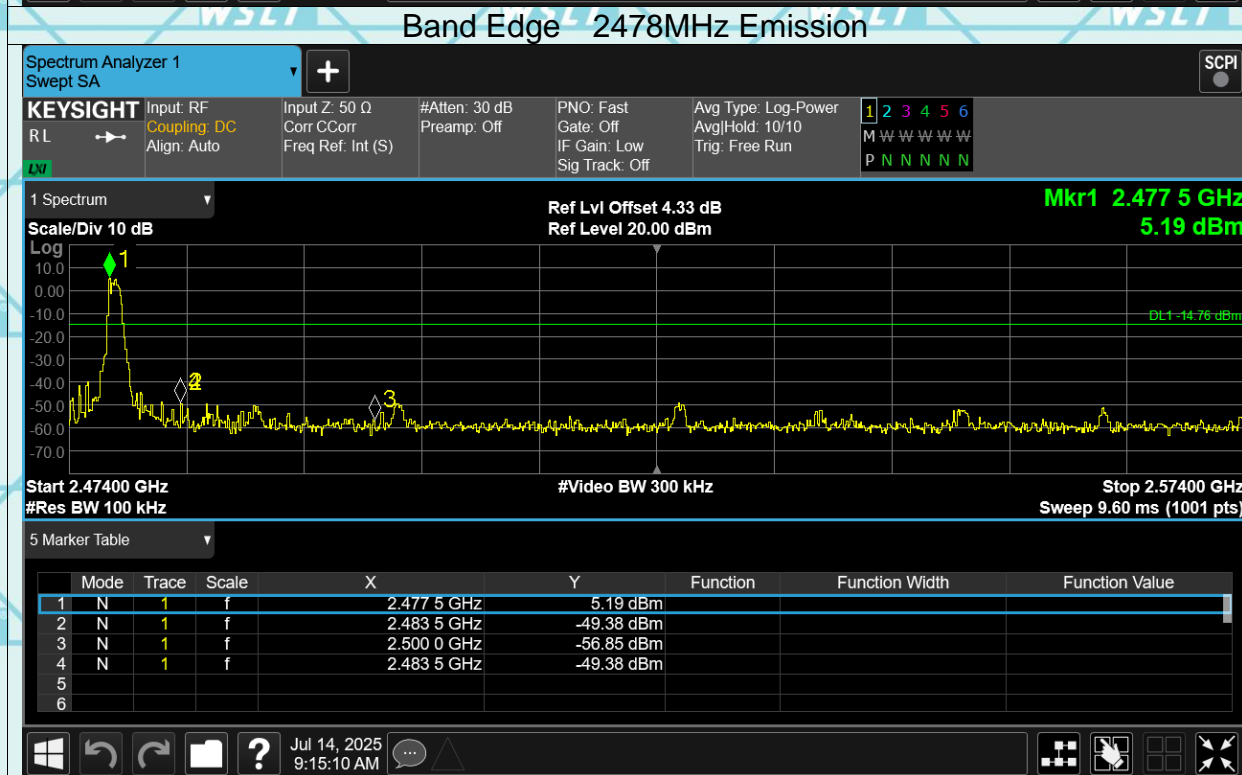 Band Edge 2478MHz Emission
Spectrum Analyzer 1
Swept SA
+
SCPI
KEYSIGHT
R L
LXI
Input: RF
Coupling: DC
Align: Auto
Input Z: 50 Ω
Corr CCorr
Freq Ref: Int (S)
#Atten: 30 dB
Preamp: Off
PNO: Fast
Gate: Off
IF Gain: Low
Sig Track: Off
Avg Type: Log-Power
Avg|Hold: 10/10
Trig: Free Run
1 2 3 4 5 6
M W W W W W
P N N N N N
1 Spectrum
Scale/Div 10 dB
Ref Lvl Offset 4.33 dB
Ref Level 20.00 dBm
Mkr1 2.477 5 GHz
5.19 dBm
Log
10.0
0.00
-10.0
-20.0
-30.0
-40.0
-50.0
-60.0
-70.0
1
3
DL1 -14.76 dBm
Start 2.47400 GHz
#Res BW 100 kHz
#Video BW 300 kHz
Stop 2.57400 GHz
Sweep 9.60 ms (1001 pts)
5 Marker Table
Mode Trace Scale X Y Function Function Width Function Value
1 N 1 f 2.477 5 GHz 5.19 dBm
2 N 1 f 2.483 5 GHz -49.38 dBm
3 N 1 f 2.500 0 GHz -56.85 dBm
4 N 1 f 2.483 5 GHz -49.38 dBm
5
6
?
Jul 14, 2025
9:15:10 AM